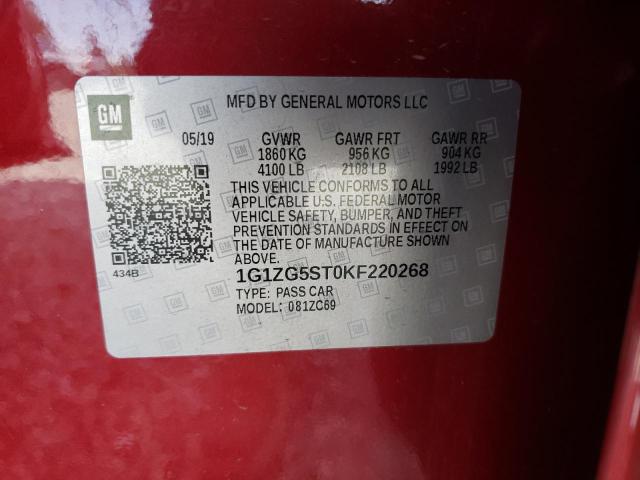 GM
MFD BY GENERAL MOTORS LLC
05/19 GVWR GAWR FRT GAWR RR
1860 KG 956 KG 904 KG
4100 LB 2108 LB 1992 LB
THIS VEHICLE CONFORMS TO ALL
APPLICABLE U.S. FEDERAL MOTOR
VEHICLE SAFETY, BUMPER, AND THEFT
PREVENTION STANDARDS IN EFFECT ON
THE DATE OF MANUFACTURE SHOWN
ABOVE.
434B
1G1ZG5ST0KF220268
TYPE: PASS CAR
MODEL: 081ZC69